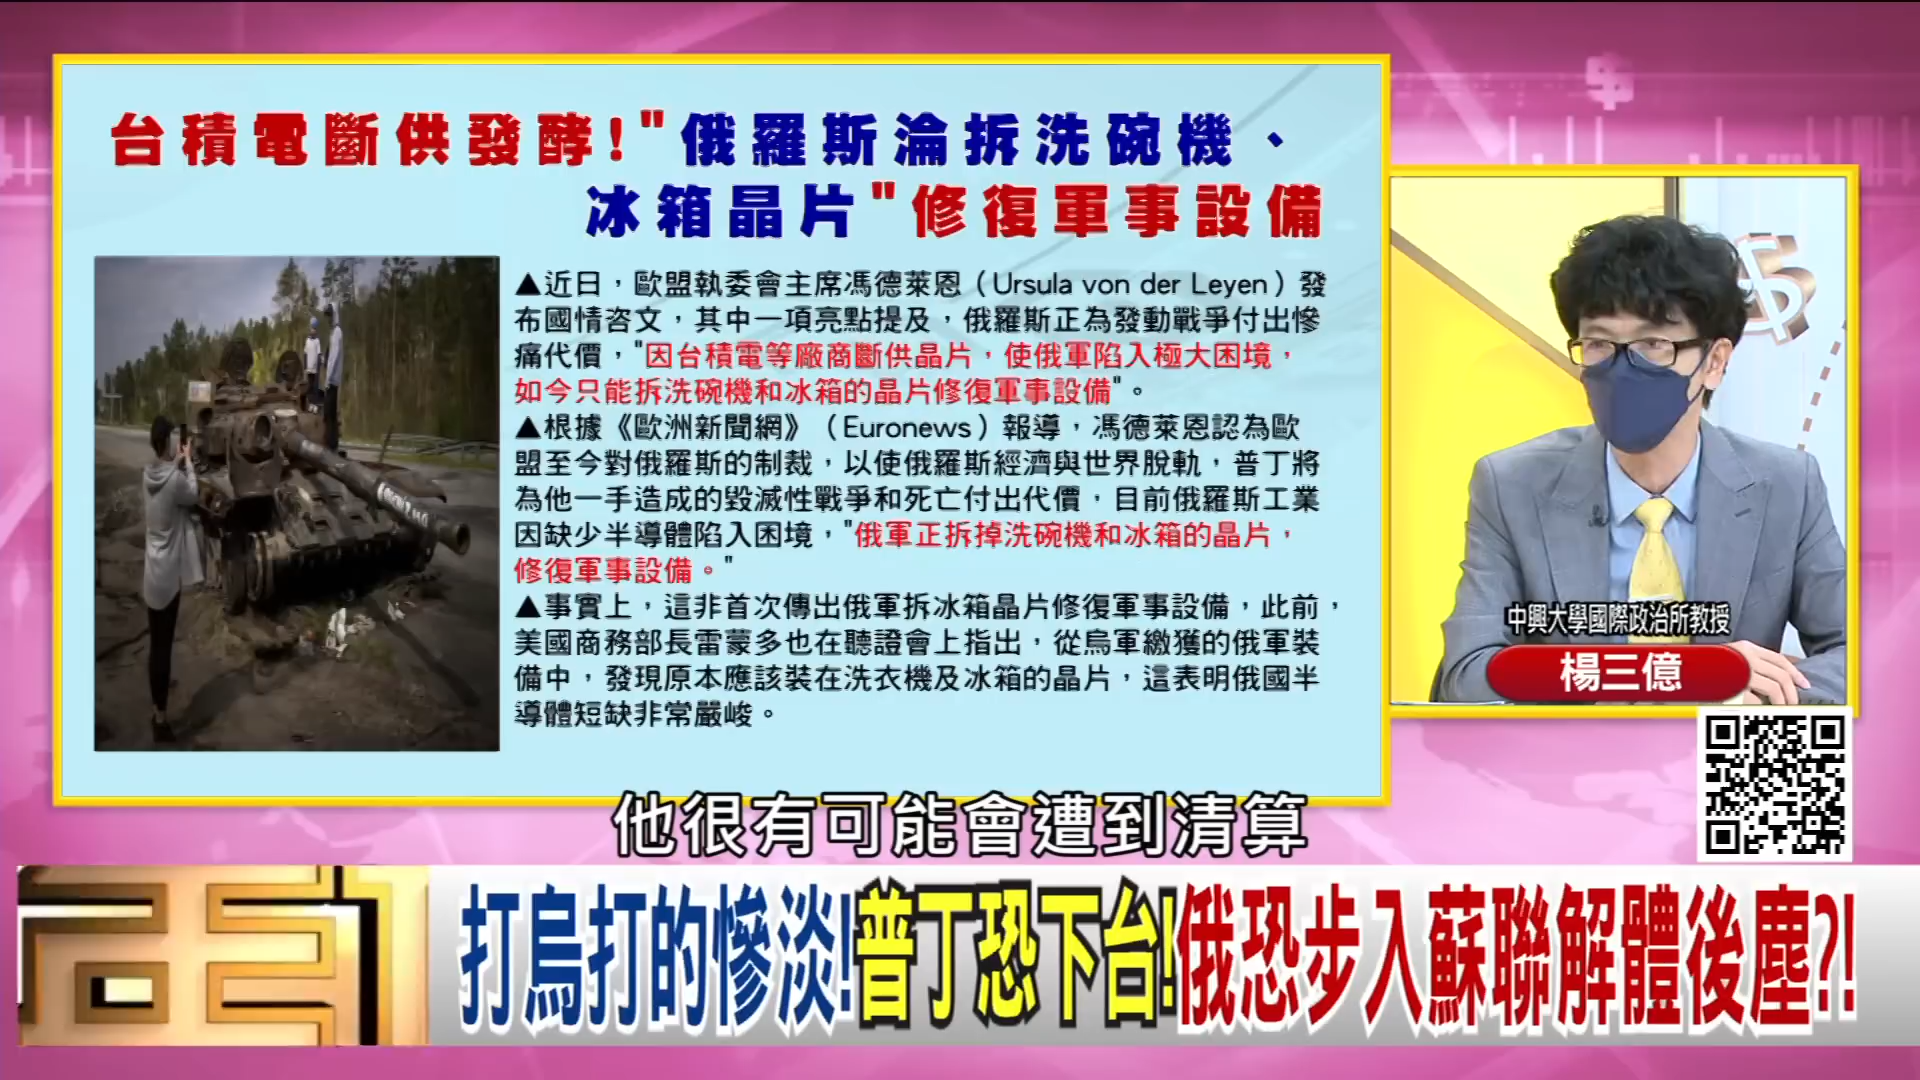 台積電斷供發酵!"俄羅斯淪拆洗碗機、
冰箱晶片"修復軍事設備
▲近日，歐盟執委會主席馮德萊恩（Ursula von der Leyen）發
布國情咨文，其中一項亮點提及，俄羅斯正為發動戰爭付出慘
痛代價，"因台積電等廠商斷供晶片，使俄軍陷入極大困境，
如今只能拆洗碗機和冰箱的晶片修復軍事設備"。
▲根據《歐洲新聞網》（Euronews）報導，馮德萊恩認為歐
盟至今對俄羅斯的制裁，以使俄羅斯經濟與世界脫軌，普丁將
為他一手造成的毀滅性戰爭和死亡付出代價，目前俄羅斯工業
因缺少半導體陷入困境，"俄軍正拆掉洗碗機和冰箱的晶片，
修復軍事設備。"
▲事實上，這非首次傳出俄軍拆冰箱晶片修復軍事設備，此前，
美國商務部長雷蒙多也在聽證會上指出，從烏軍繳獲的俄軍裝
備中，發現原本應該裝在洗衣機及冰箱的晶片，這表明俄國半
導體短缺非常嚴峻。
中興大學國際政治所教授
楊三億
他很有可能會遭到清算
打烏打的慘淡!普丁恐下台!俄恐步入蘇聯解體後塵?!